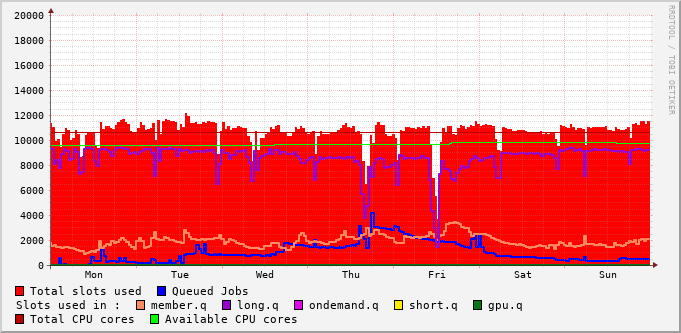 20000
18000
16000
14000
12000
10000
8000
6000
4000
2000
0
Mon Tue Wed Thu Fri Sat Sun
Total slots used Queued Jobs
Slots used in : member.q long.q ondemand.q short.q gpu.q
Total CPU cores Available CPU cores
RRDTOOL / TOBI OETIKER